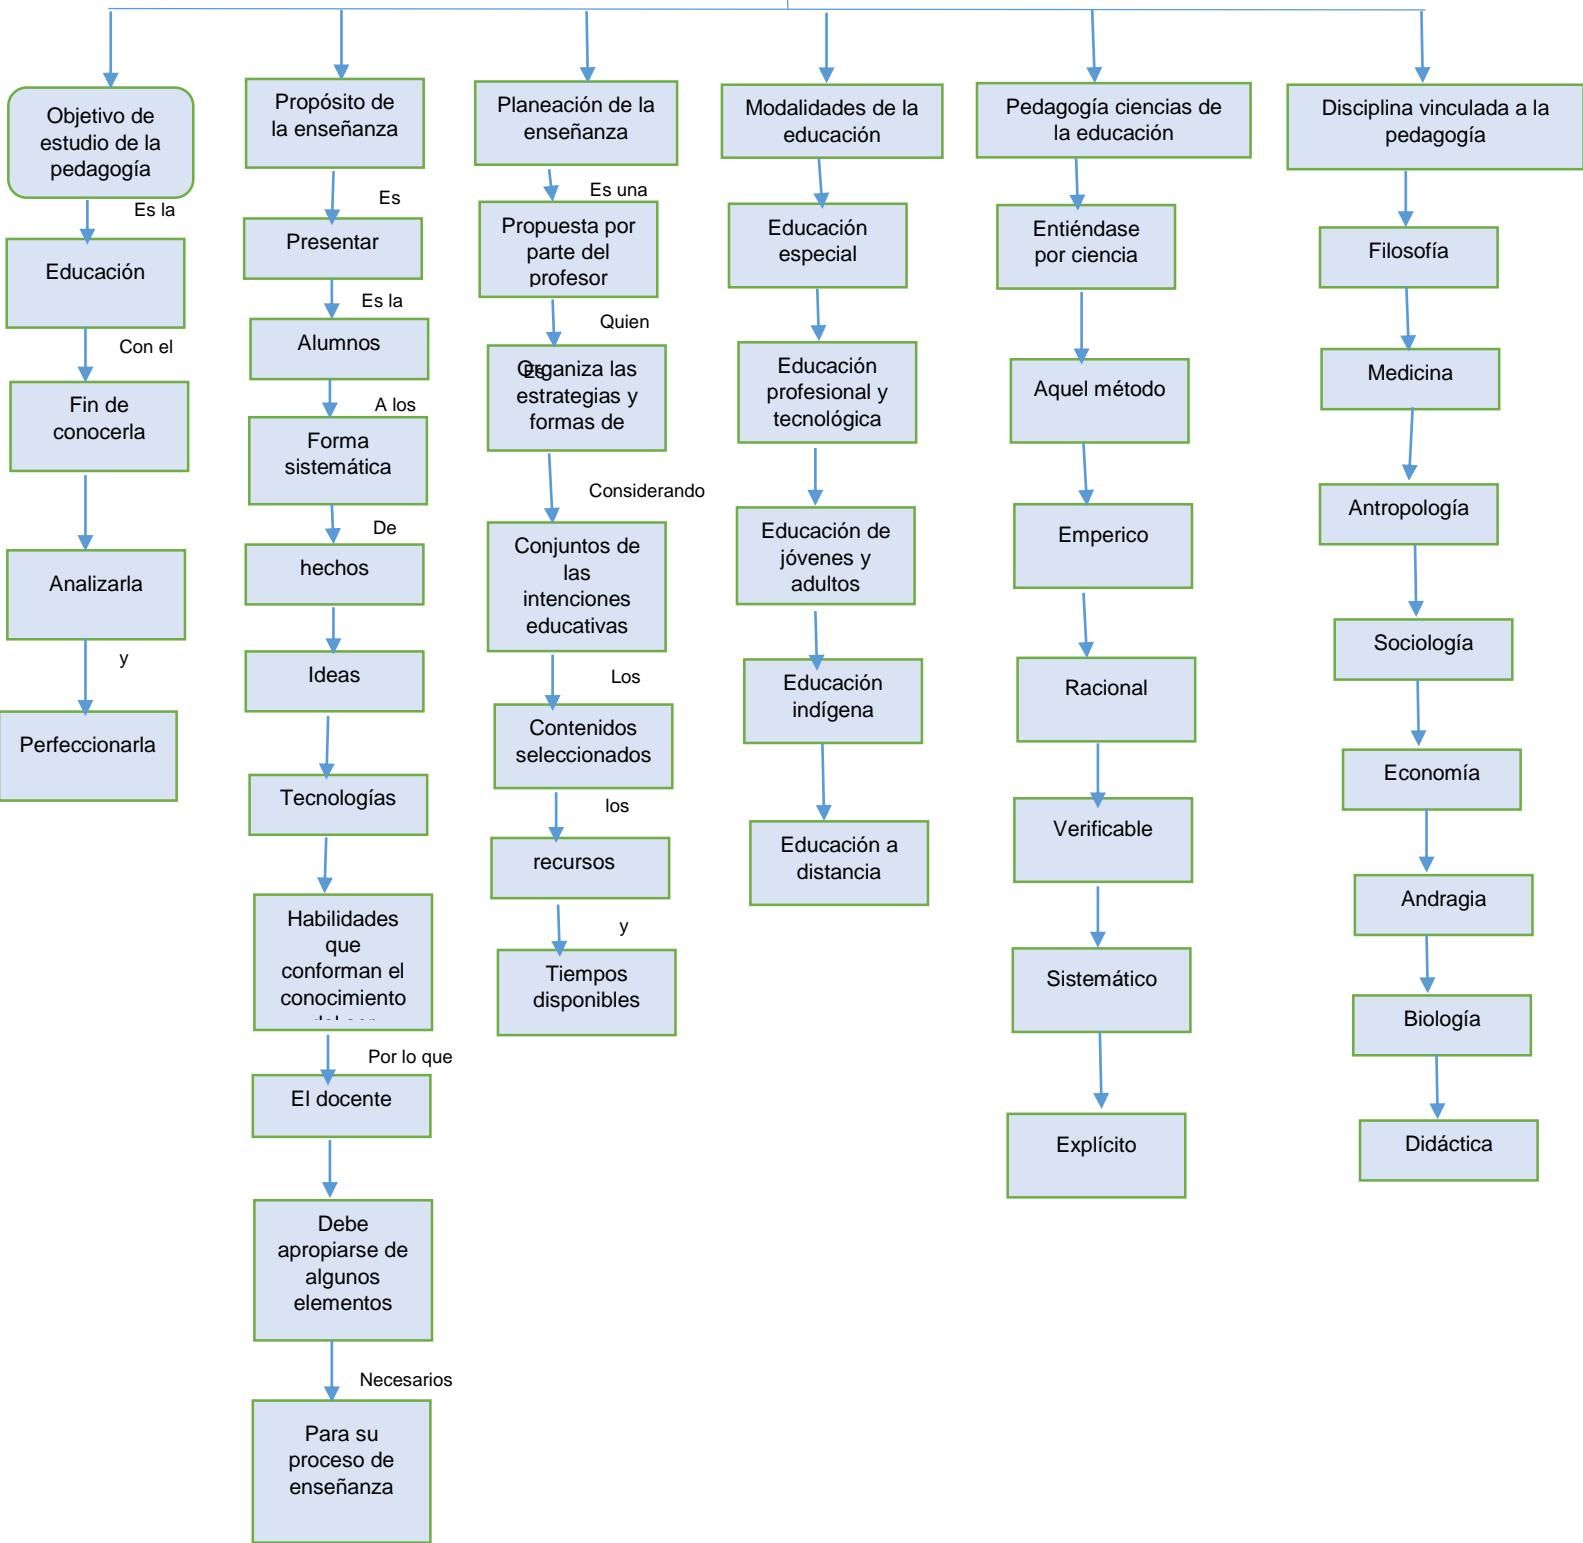 Objetivo de
estudio de la
pedagogía
Es la
Educación
Con el
Fin de
conocerla
Analizarla
y
Perfeccionarla
Propósito de
la enseñanza
Es
Presentar
Es la
Alumnos
A los
Forma
sistemática
De
hechos
Ideas
Tecnologías
Habilidades
que
conforman el
conocimiento
Por lo que
El docente
Debe
apropiarse de
algunos
elementos
Necesarios
Para su
proceso de
enseñanza
Planeación de la
enseñanza
Es una
Propuesta por
parte del
profesor
Quien
Organiza las
Es
estrategias y
formas de
Considerando
Conjuntos de
las
intenciones
educativas
Los
Contenidos
seleccionados
los
recursos
y
Tiempos
disponibles
Modalidades de la
educación
Educación
especial
Educación
profesional y
tecnológica
Educación de
jóvenes y
adultos
Educación
indígena
Educación a
distancia
Pedagogía ciencias de
la educación
Entiéndase
por ciencia
Aquel método
Emperico
Racional
Verificable
Sistemático
Explícito
Disciplina vinculada a la
pedagogía
Filosofía
Medicina
Antropología
Sociología
Economía
Andragia
Biología
Didáctica